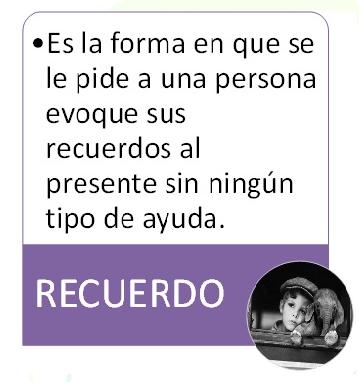 •Es la forma en que se
le pide a una persona
evoque sus
recuerdos al
presente sin ningún
tipo de ayuda.
RECUERDO